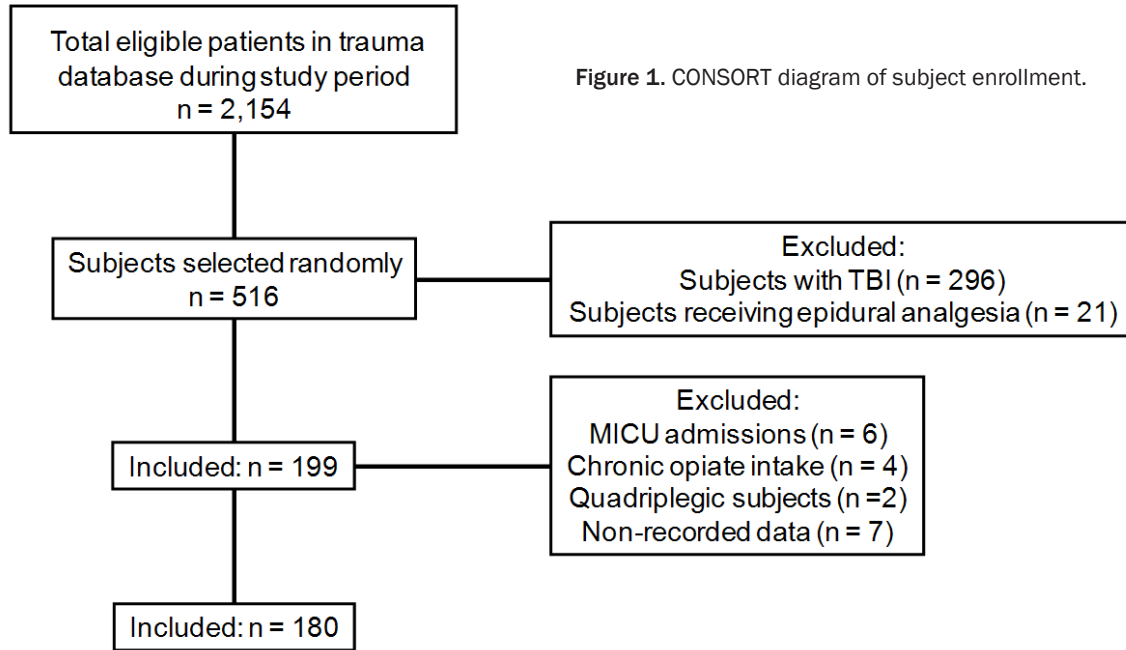 Total eligible patients in trauma
database during study period
n = 2,154
Figure 1. CONSORT diagram of subject enrollment.
Subjects selected randomly
n = 516
Excluded:
Subjects with TBI (n = 296)
Subjects receiving epidural analgesia (n = 21)
Included: n = 199
Excluded:
MICU admissions (n = 6)
Chronic opiate intake (n = 4)
Quadriplegic subjects (n =2)
Non-recorded data (n = 7)
Included: n = 180